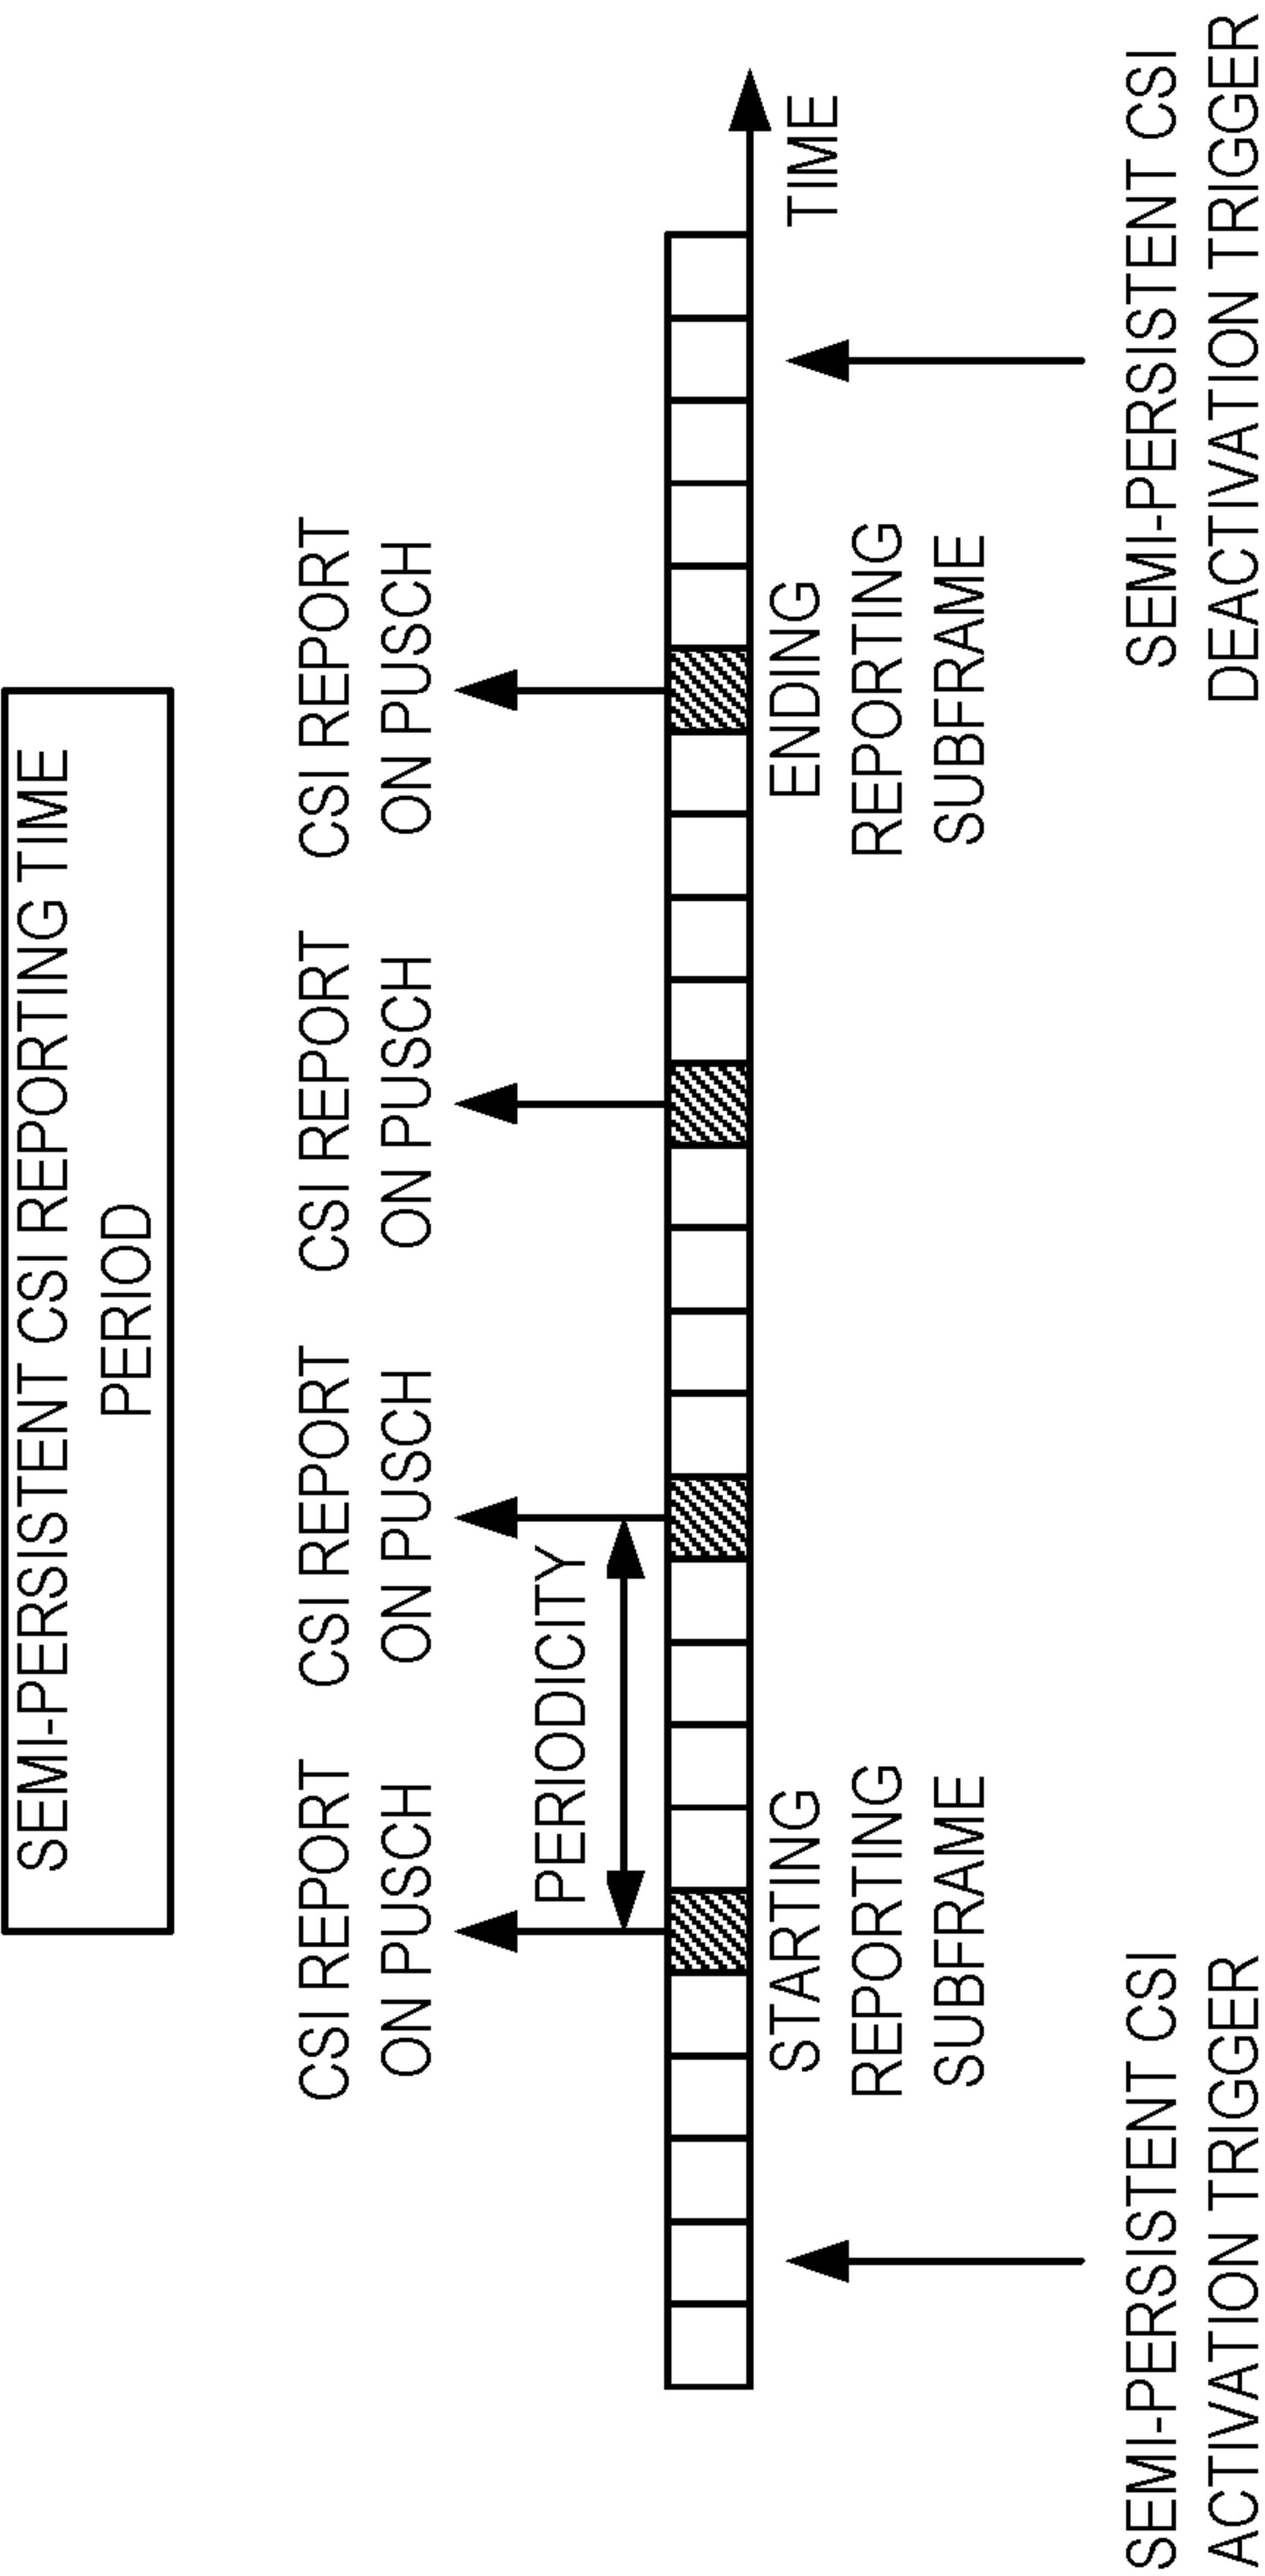 SEMI-PERSISTENT CSI REPORTING TIME
PERIOD
CSI REPORT
ON PUSCH
CSI REPORT
ON PUSCH
CSI REPORT
ON PUSCH
CSI REPORT
ON PUSCH
PERIODICITY
TIME
STARTING
REPORTING
SUBFRAME
ENDING
REPORTING
SUBFRAME
SEMI-PERSISTENT CSI
ACTIVATION TRIGGER
SEMI-PERSISTENT CSI
DEACTIVATION TRIGGER